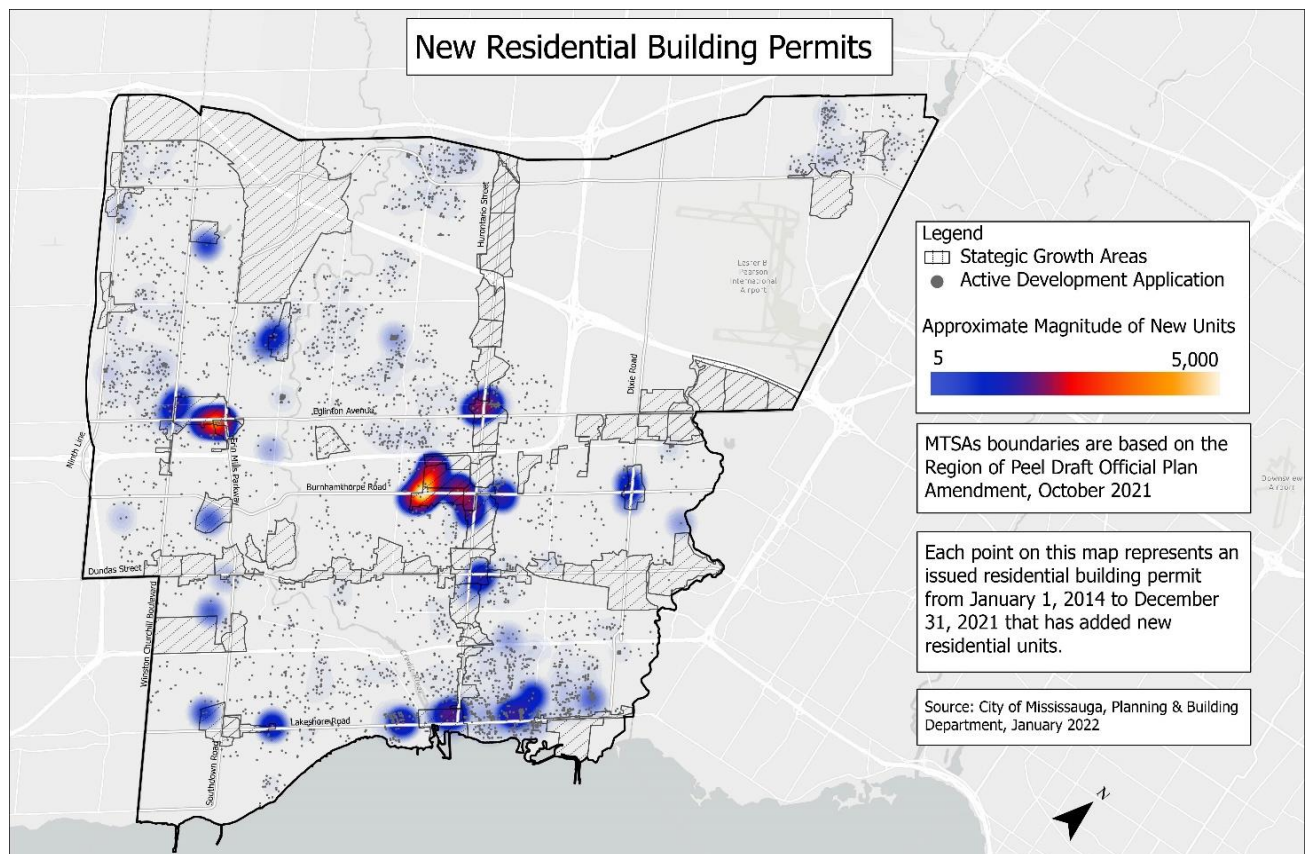 New Residential Building Permits
Hurontario Street
Lester B
Pearson
International
Airport
Legend
Stategic Growth Areas
Active Development Application
Approximate Magnitude of New Units
5 5,000
Dixie Road
Eglinton Avenue
Ninth Line
Erin Mills Parkway
Burnhamthorpe Road
MTSAs boundaries are based on the
Region of Peel Draft Official Plan
Amendment, October 2021
Downsview
Airport
Dundas Street
Winston Churchill Boulevard
Each point on this map represents an
issued residential building permit
from January 1, 2014 to December
31, 2021 that has added new
residential units.
Lakeshore Road
Southdown Road
Source: City of Mississauga, Planning & Building
Department, January 2022
N